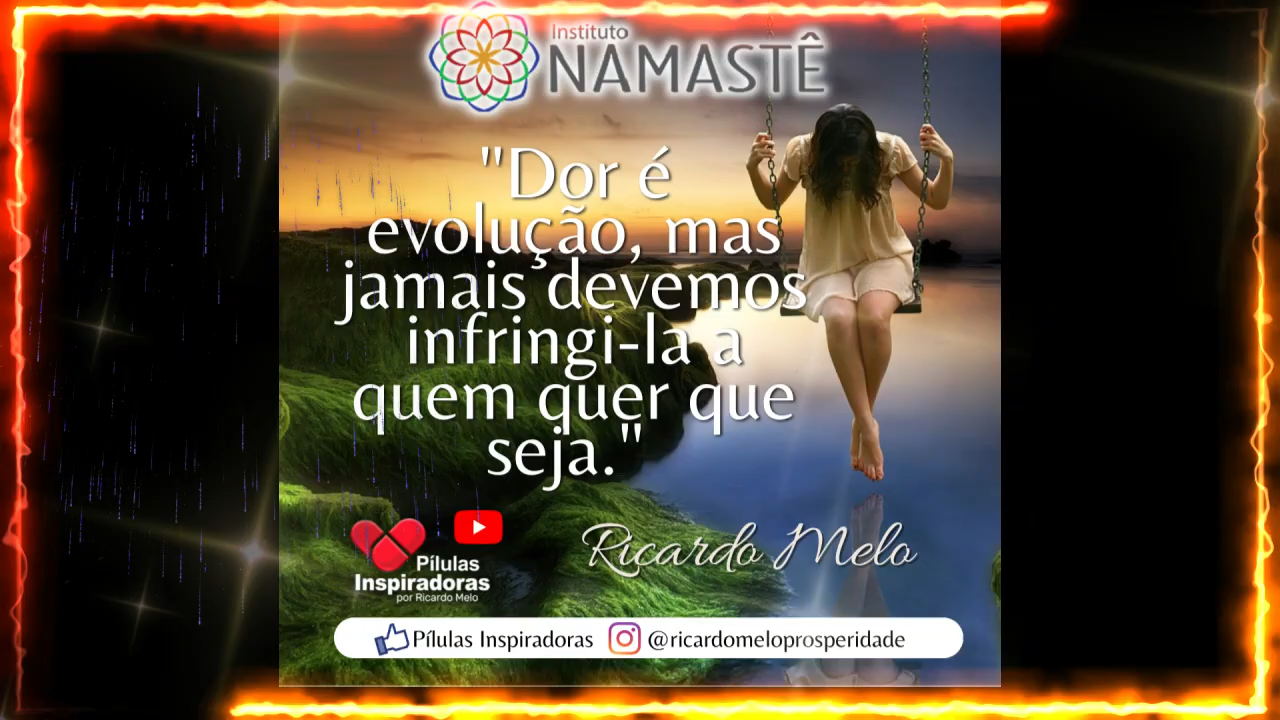 Instituto
NAMASTÊ
"Dor é
evolução, mas
jamais devemos
infringi-la a
quem quer que
seja."
Ricardo Melo
Pílulas
Inspiradoras
por Ricardo Melo
Pílulas Inspiradoras @ricardomeloprosperidade